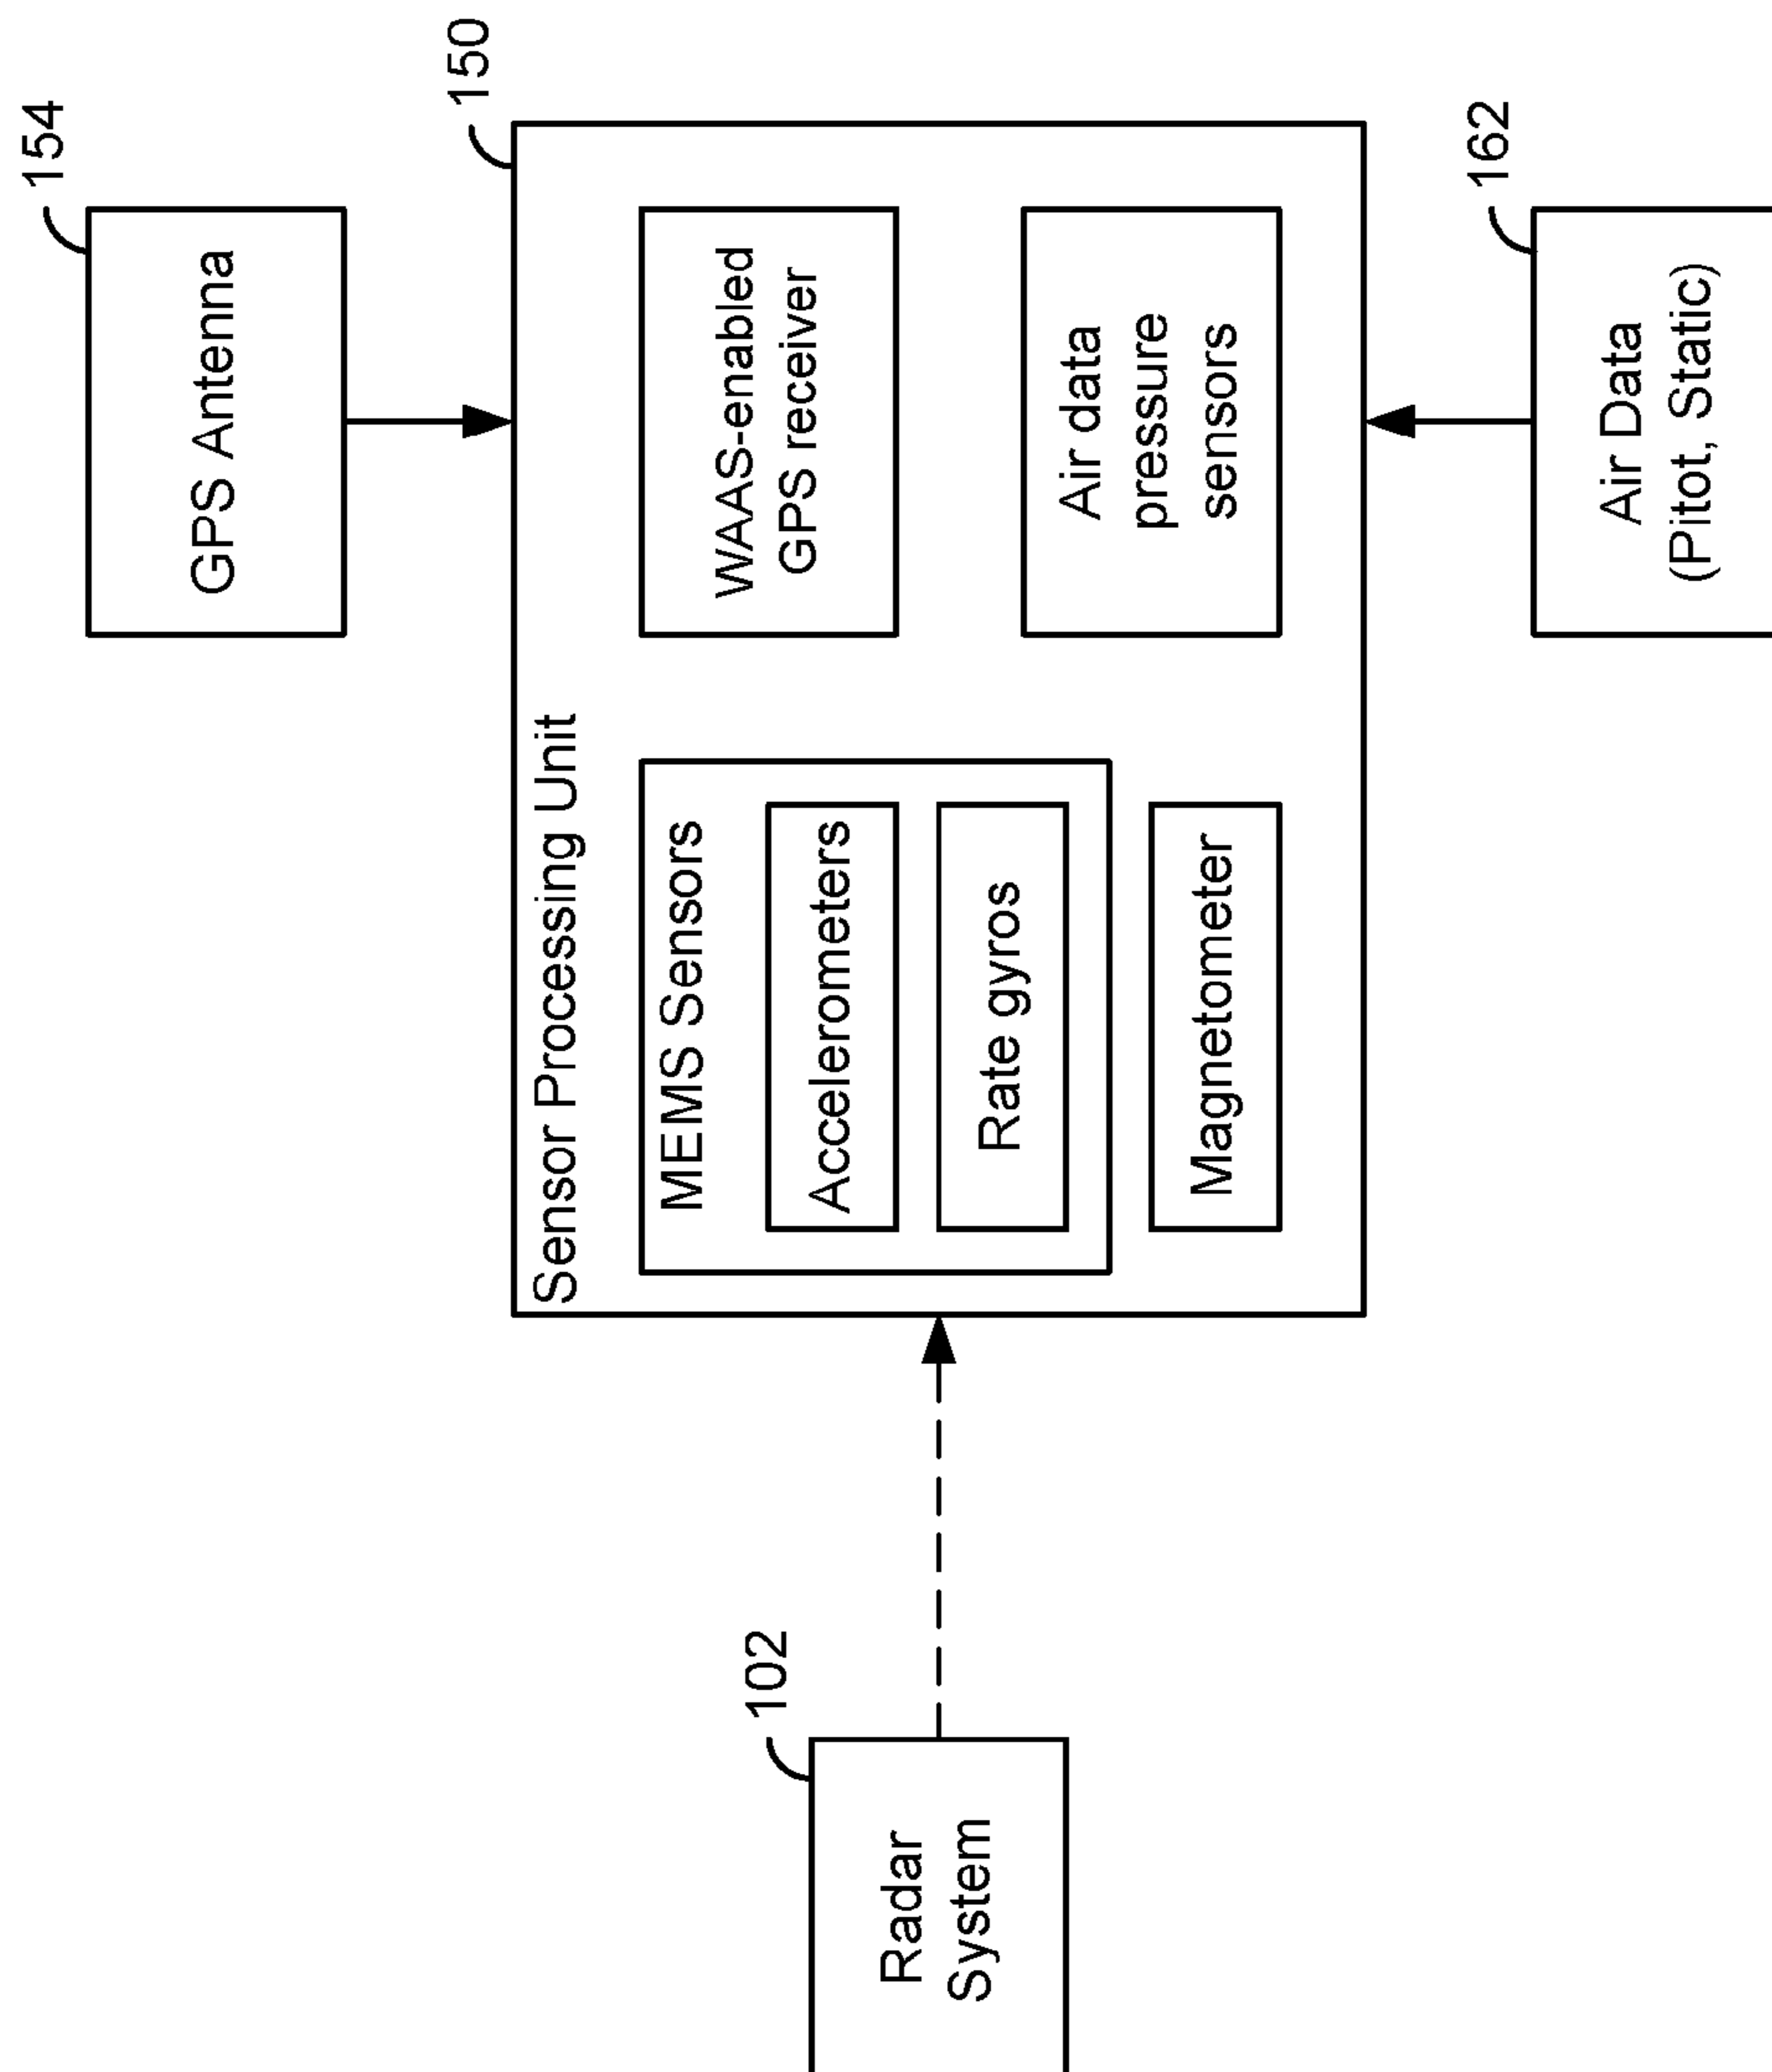 154
GPS Antenna
150
Sensor Processing Unit
MEMS Sensors
Accelerometers
Rate gyros
Magnetometer
WAAS-enabled
GPS receiver
Air data
pressure
sensors
102
Radar
System
162
Air Data
(Pitot, Static)